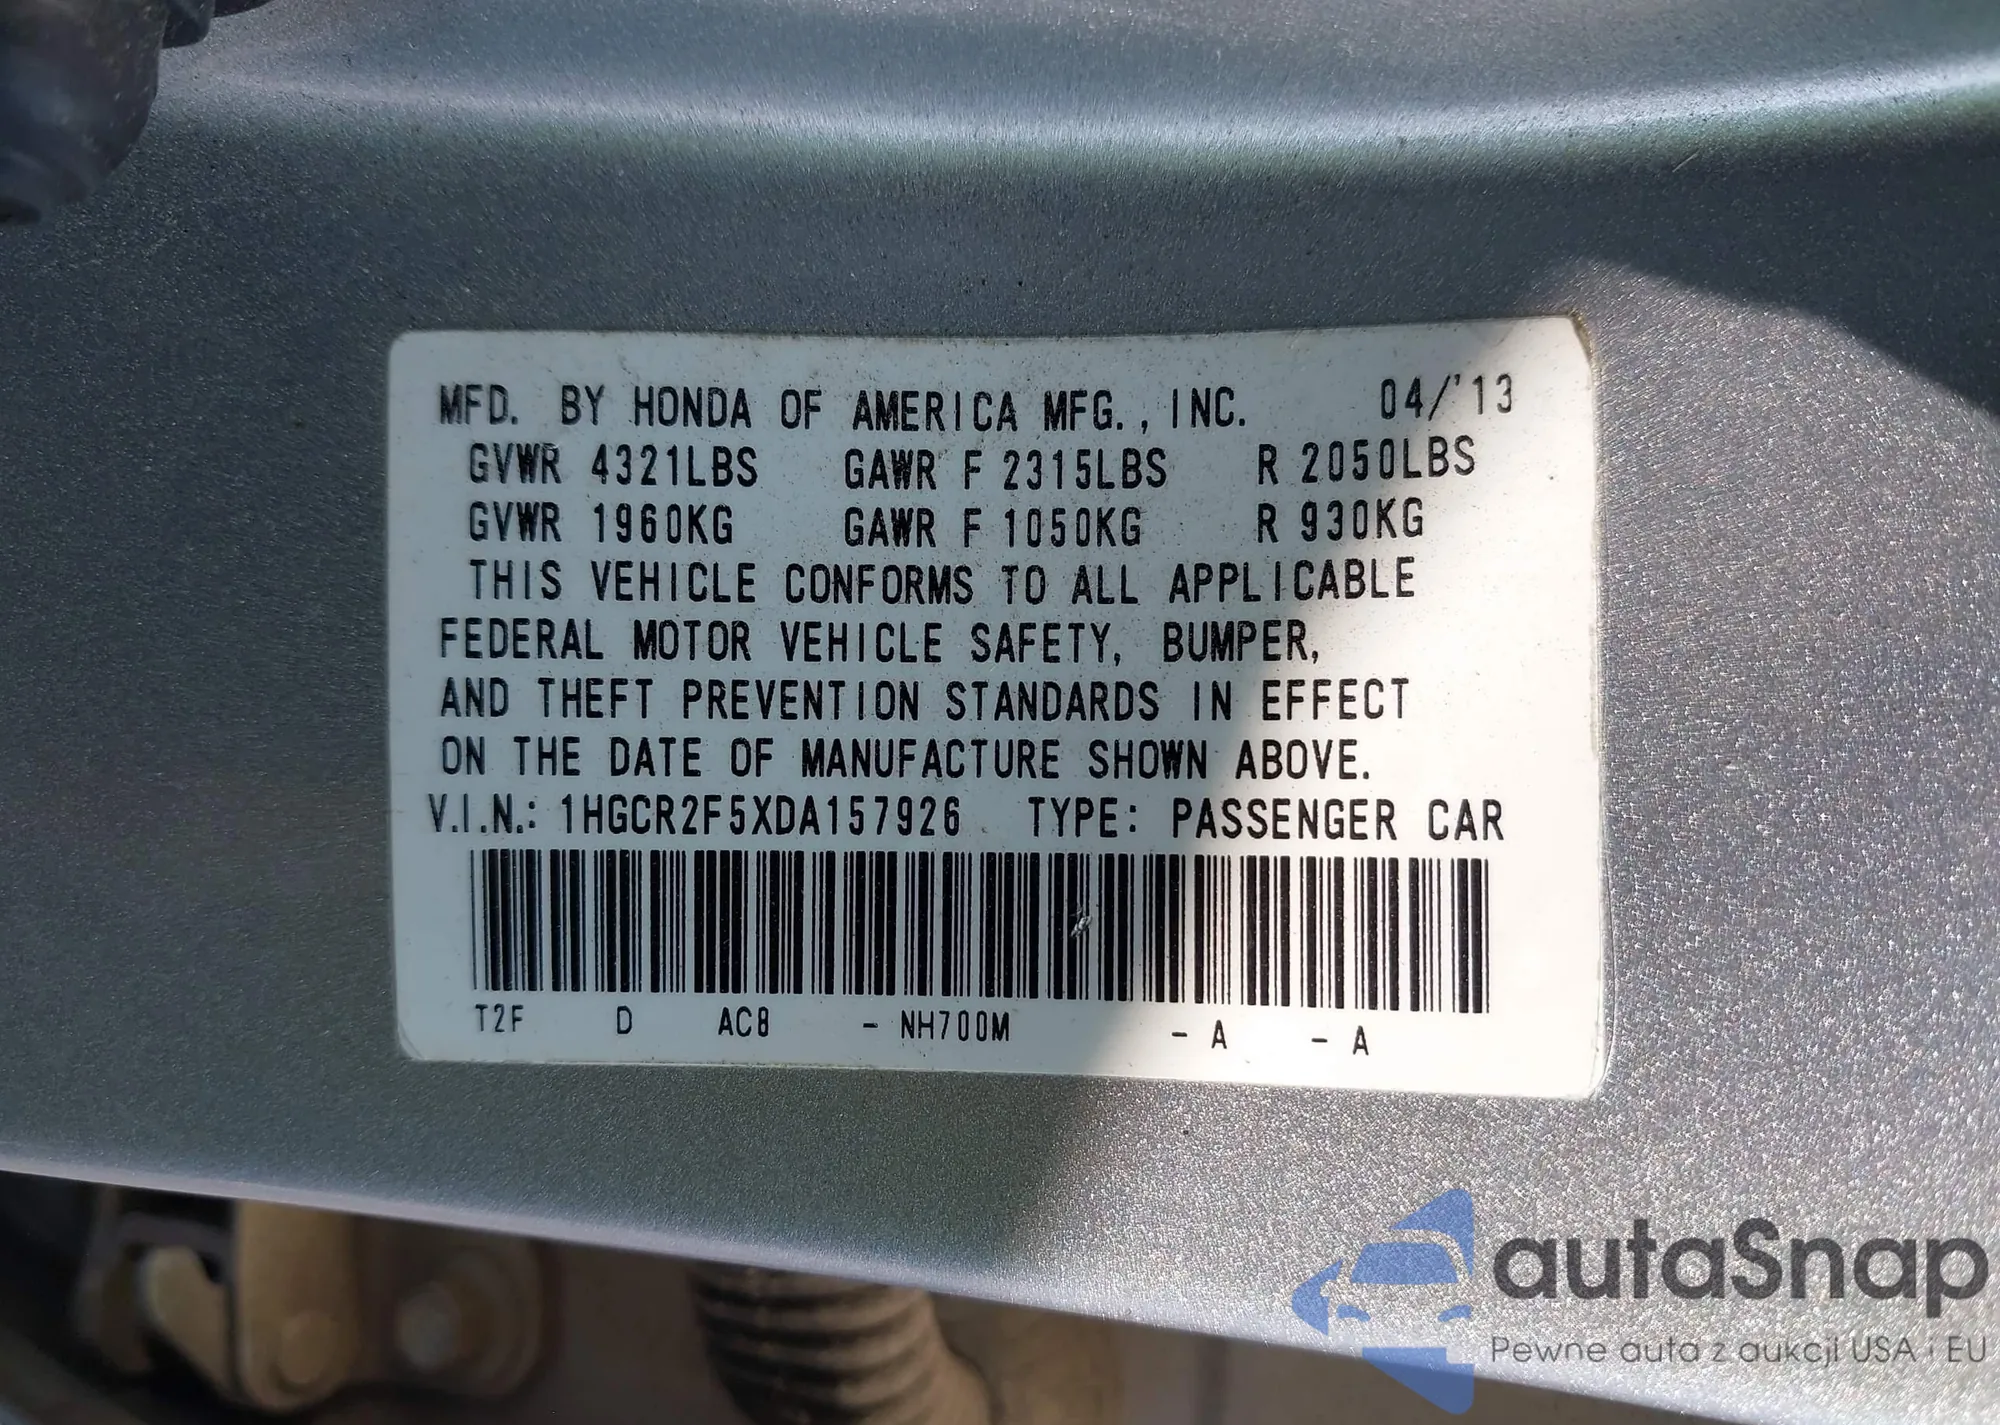 MFD. BY HONDA OF AMERICA MFG., INC. 04/'13
GVWR 4321LBS GAWR F 2315LBS R 2050LBS
GVWR 1960KG GAWR F 1050KG R 930KG
THIS VEHICLE CONFORMS TO ALL APPLICABLE
FEDERAL MOTOR VEHICLE SAFETY, BUMPER,
AND THEFT PREVENTION STANDARDS IN EFFECT
ON THE DATE OF MANUFACTURE SHOWN ABOVE.
V.I.N.: 1HGCR2F5XDA157926 TYPE: PASSENGER CAR
T2F D AC8 - NH700M - A - A
autaSnap
Pewne auta z aukcji USA i EU